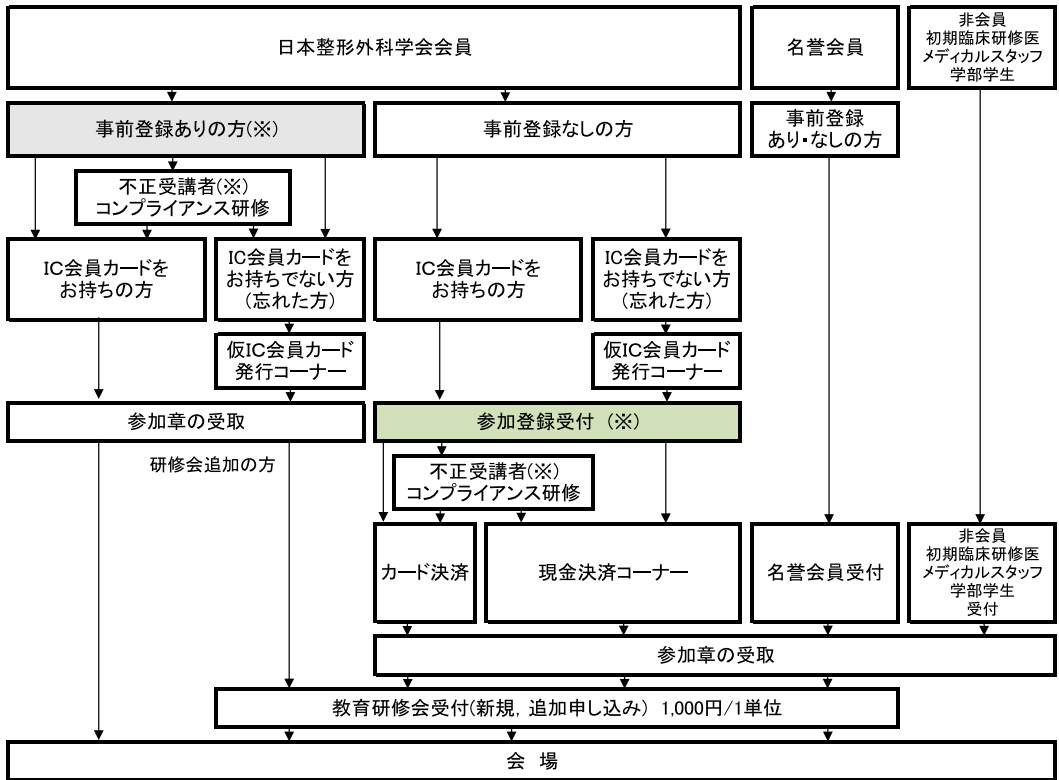 日本整形外科学会会員
名誉会員
非会員
初期臨床研修医
メディカルスタッフ
学部学生
事前登録ありの方(※)
事前登録なしの方
事前登録
あり・なしの方
不正受講者(※)
コンプライアンス研修
IC会員カードを
お持ちの方
IC会員カードを
お持ちでない方
(忘れた方)
IC会員カードを
お持ちの方
IC会員カードを
お持ちでない方
(忘れた方)
仮IC会員カード
発行コーナー
仮IC会員カード
発行コーナー
参加章の受取
参加登録受付 (※)
研修会追加の方
不正受講者(※)
コンプライアンス研修
カード決済
現金決済コーナー
名誉会員受付
非会員
初期臨床研修医
メディカルスタッフ
学部学生
受付
参加章の受取
教育研修会受付(新規，追加申し込み) 1,000円/1単位
会 場